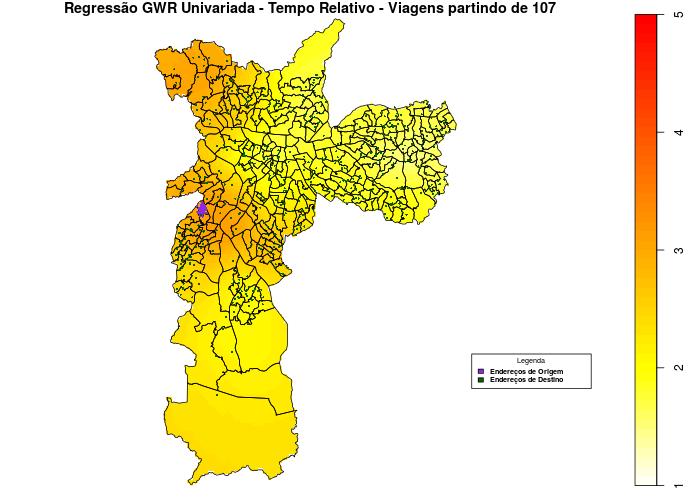 Regressão GWR Univariada - Tempo Relativo - Viagens partindo de 107
5
4
3
2
1
Legenda
Endereços de Origem
Endereços de Destino